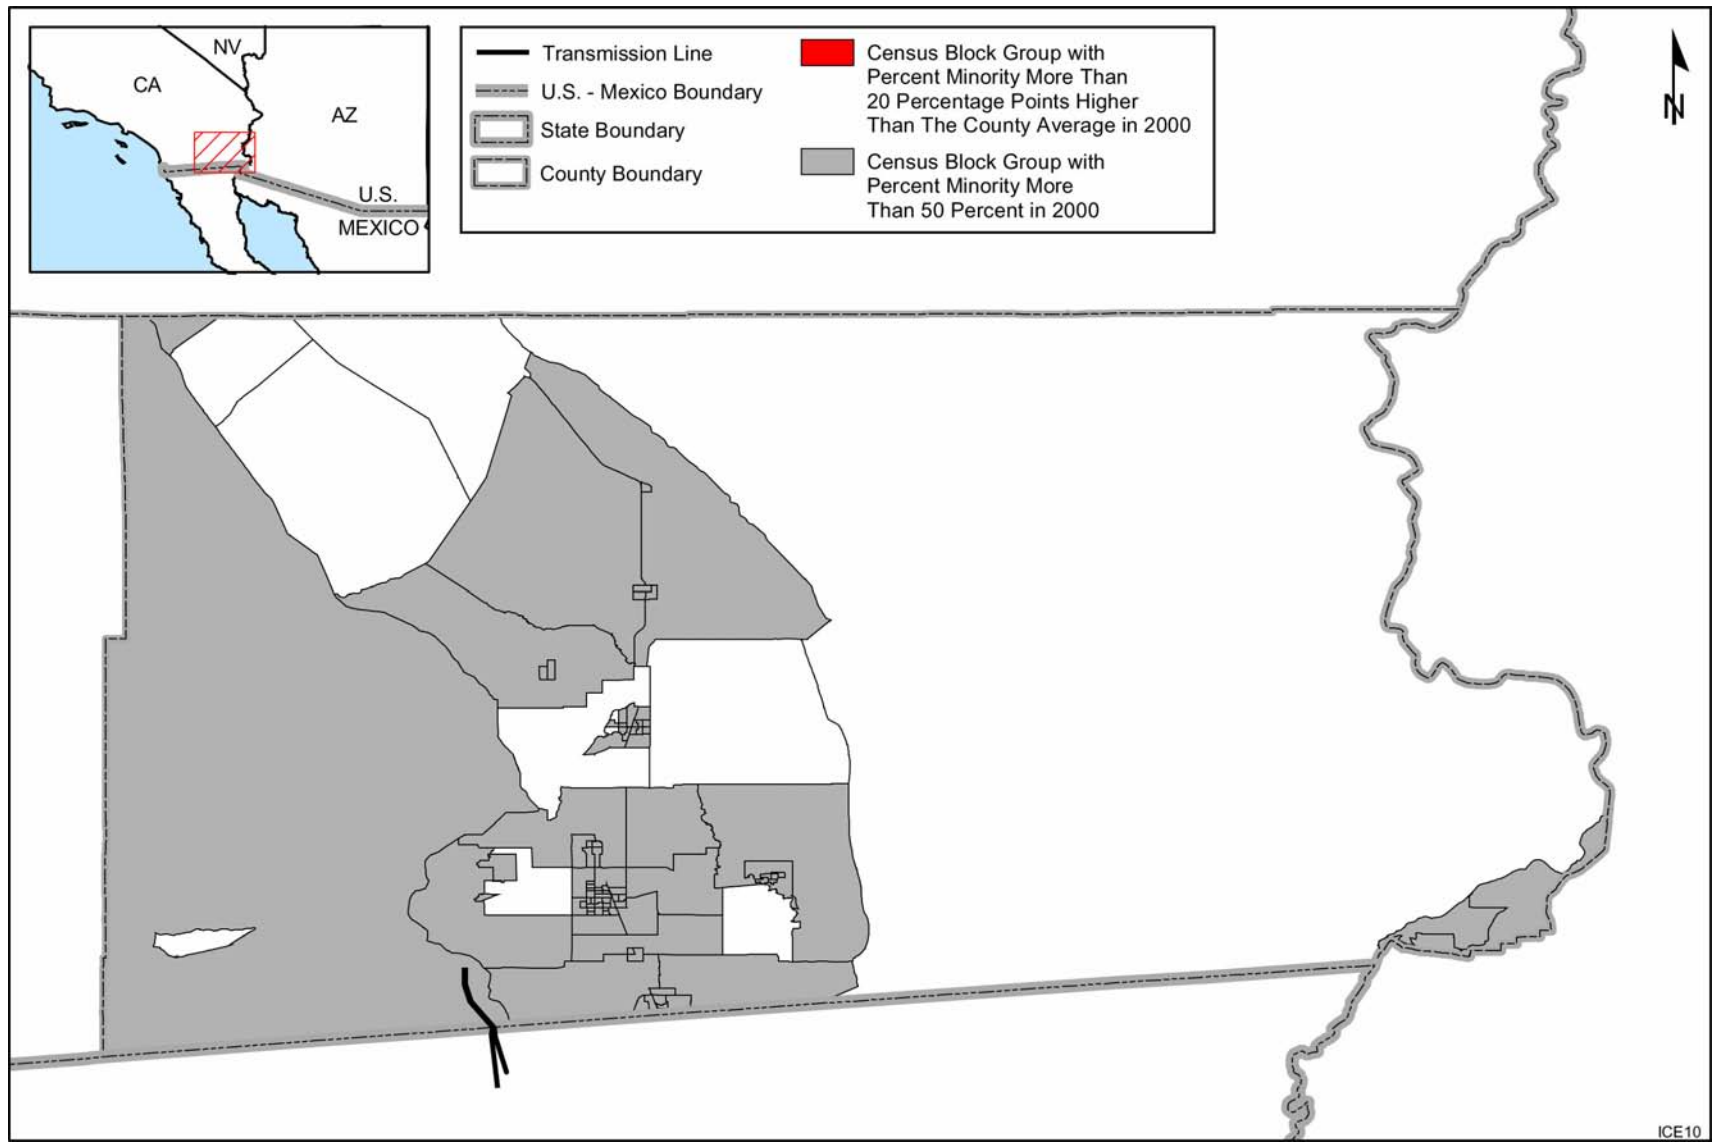 NV
CA
AZ
U.S.
MEXICO
Transmission Line
U.S. - Mexico Boundary
State Boundary
County Boundary
Census Block Group with
Percent Minority More Than
20 Percentage Points Higher
Than The County Average in 2000
Census Block Group with
Percent Minority More
Than 50 Percent in 2000
N
ICE10